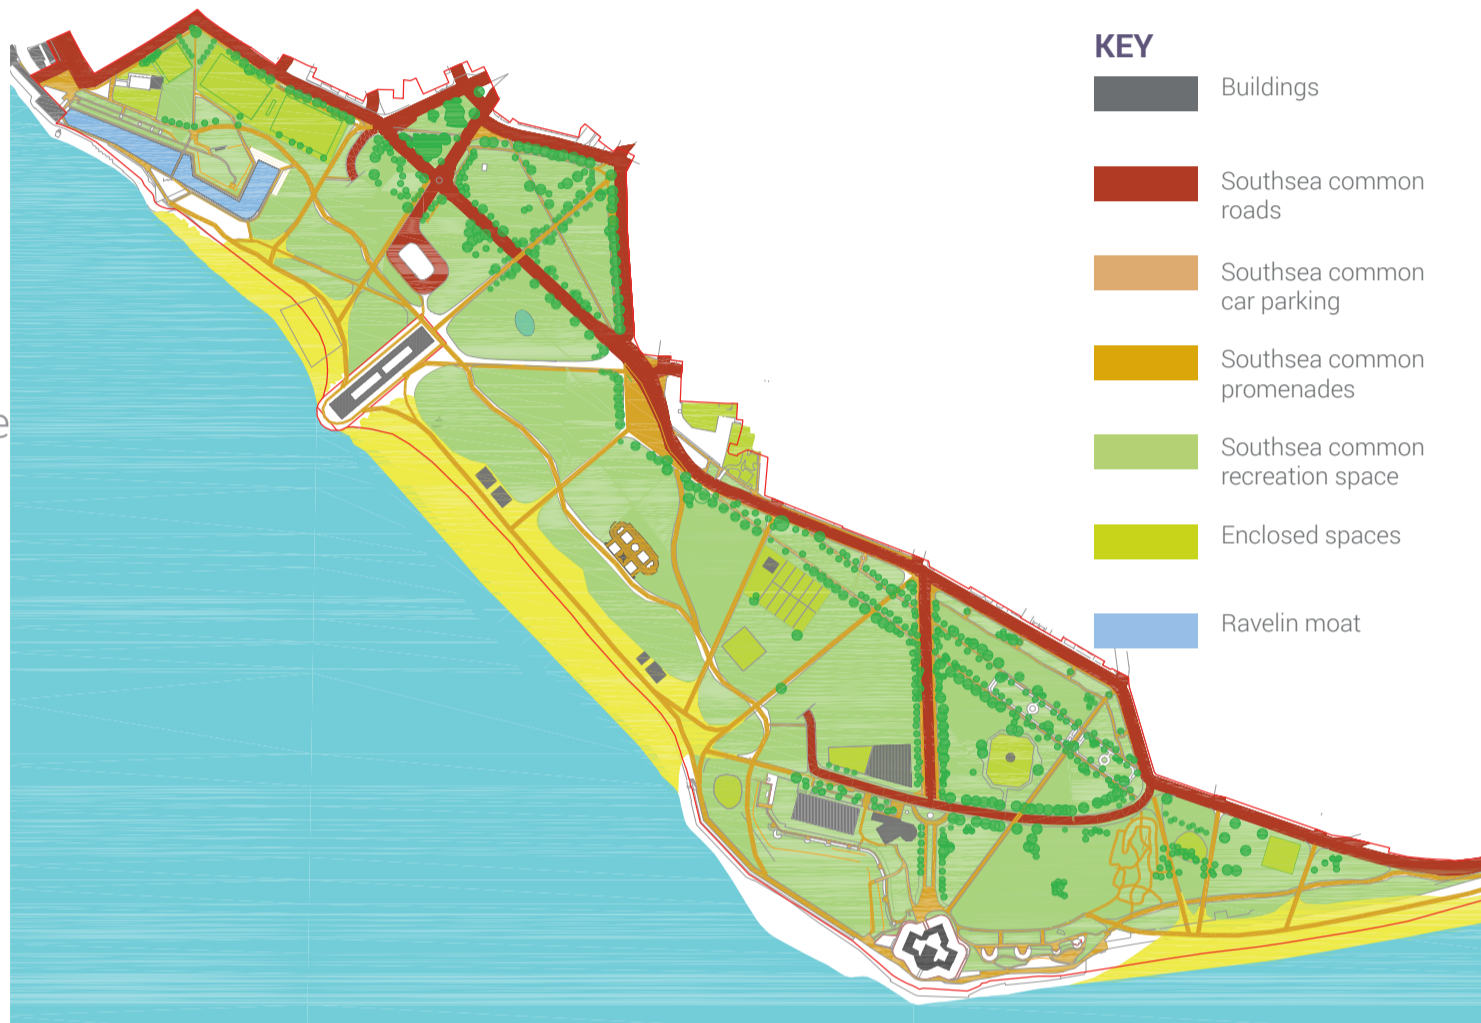 KEY
Buildings
Southsea common
roads
Southsea common
car parking
Southsea common
promenades
Southsea common
recreation space
Enclosed spaces
Ravelin moat
e